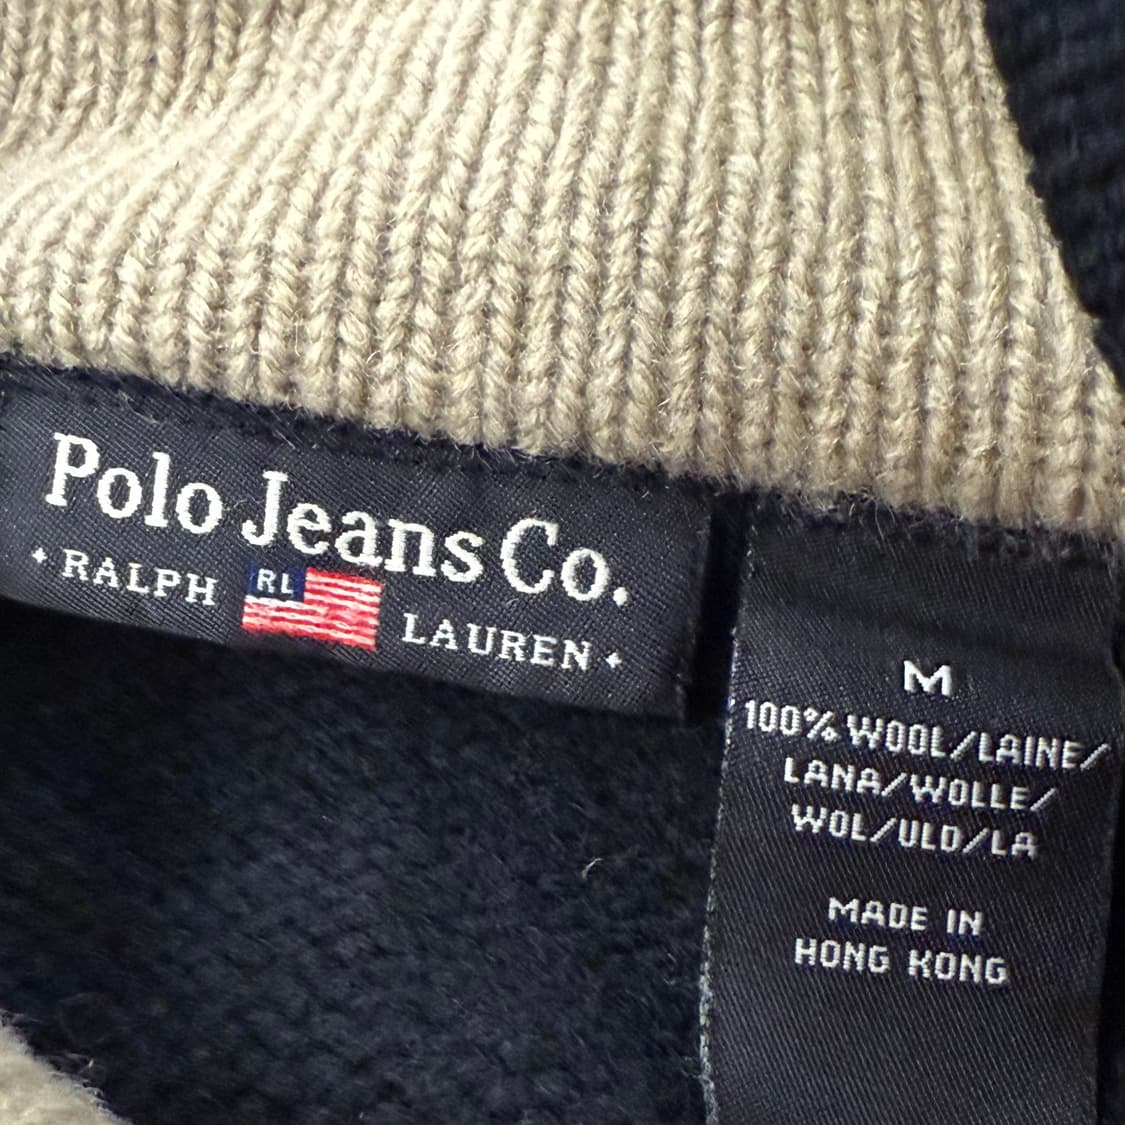 Polo Jeans Co.
RALPH RL LAUREN
M
100% WOOL/LAINE/
LANA/WOLLE/
WOL/ULD/LA
MADE IN
HONG KONG